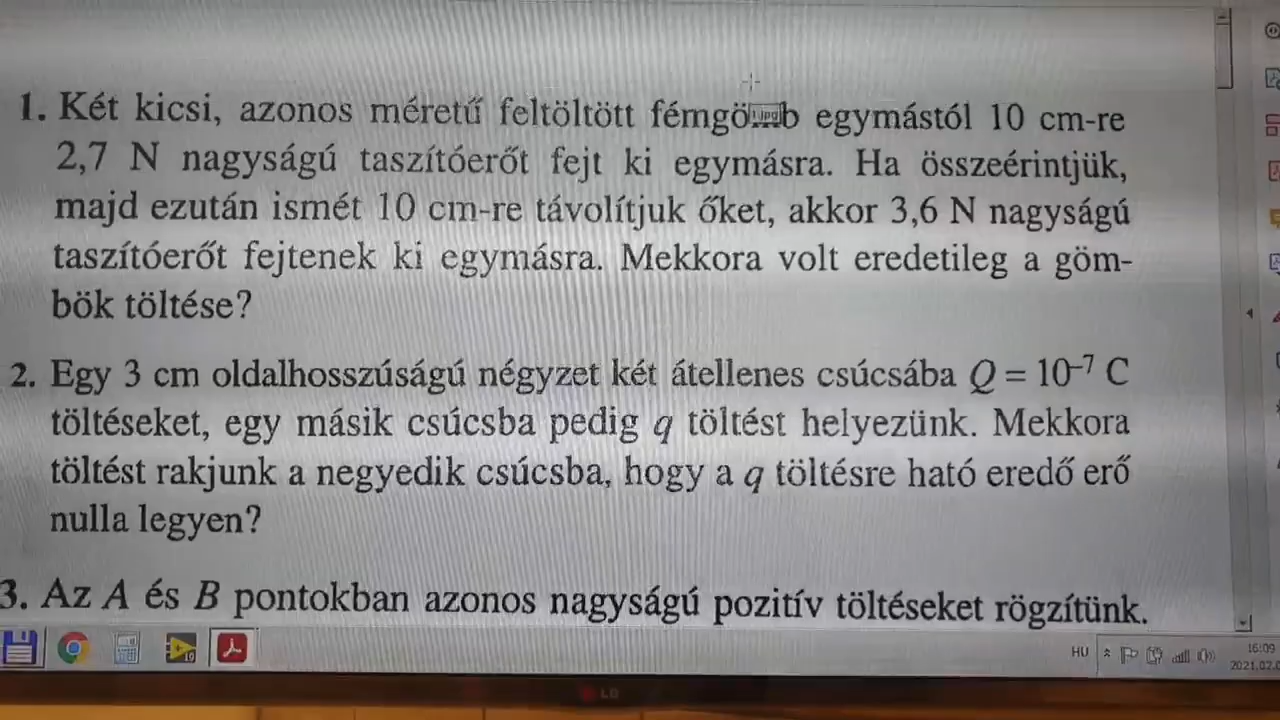 1. Két kicsi, azonos méretű feltöltött fémgömb egymástól 10 cm-re
2,7 N nagyságú taszítóerőt fejt ki egymásra. Ha összeérintjük,
majd ezután ismét 10 cm-re távolítjuk őket, akkor 3,6 N nagyságú
taszítóerőt fejtenek ki egymásra. Mekkora volt eredetileg a göm-
bök töltése?
2. Egy 3 cm oldalhosszúságú négyzet két átellenes csúcsába Q = 10⁻⁷ C
töltéseket, egy másik csúcsba pedig q töltést helyezünk. Mekkora
töltést rakjunk a negyedik csúcsba, hogy a q töltésre ható eredő erő
nulla legyen?
3. Az A és B pontokban azonos nagyságú pozitív töltéseket rögzítünk.
HU
16:09
2021.02.0
LG